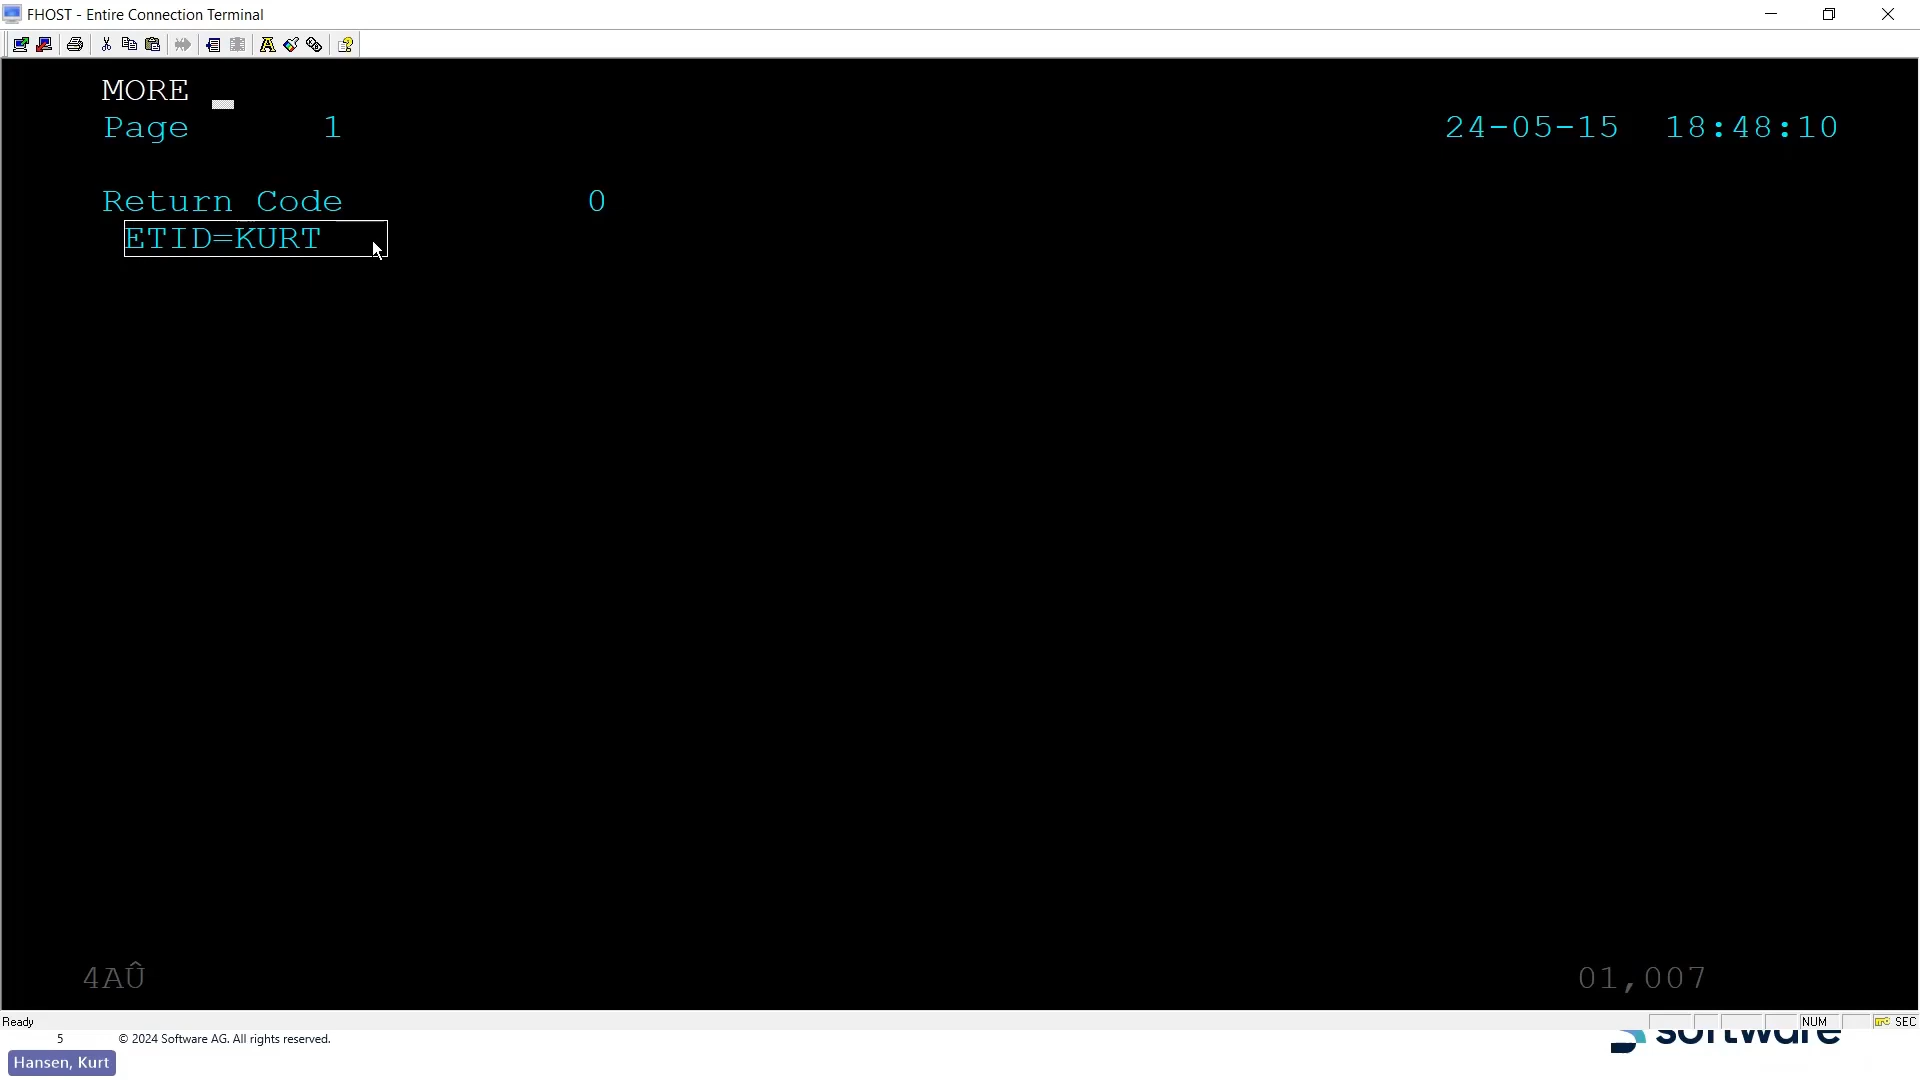 FHOST - Entire Connection Terminal
MORE
Page 1 24-05-15 18:48:10
Return Code 0
ETID=KURT
4AÛ 01,007
Ready NUM SEC
5 © 2024 Software AG. All rights reserved. software
Hansen, Kurt